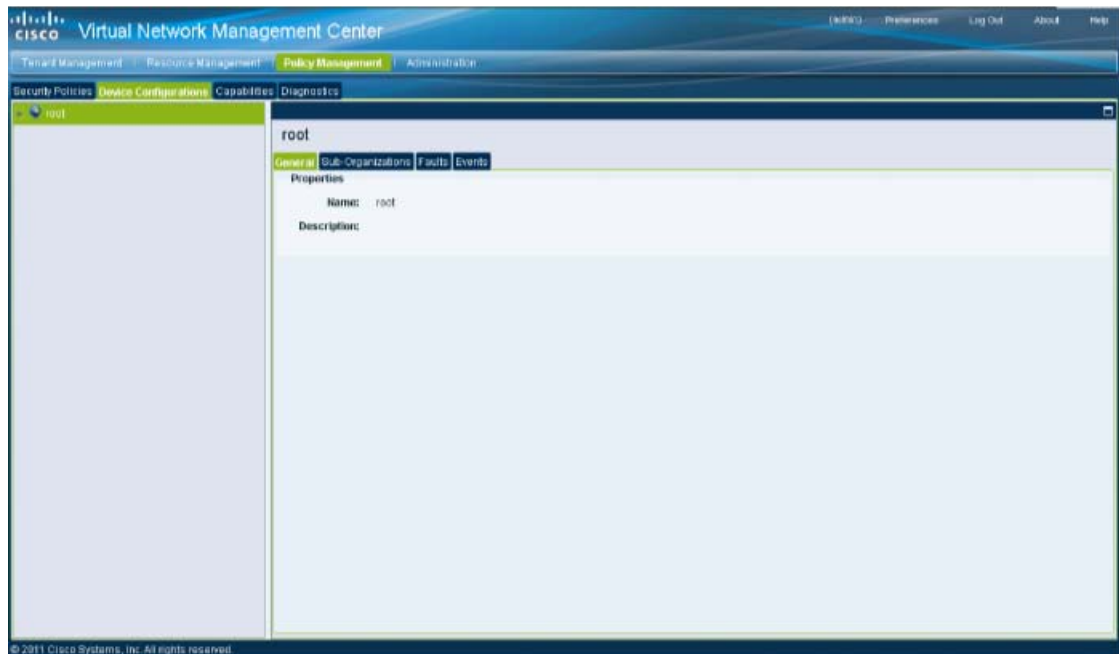 CISCO Virtual Network Management Center
(admin) Preferences Log Out About Help
Tenant Management | Resource Management | Policy Management | Administration
Security Policies Device Configurations Capabilities Diagnostics
root
root
General Sub-Organizations Faults Events
Properties
Name: root
Description:
© 2011 Cisco Systems, Inc. All rights reserved.